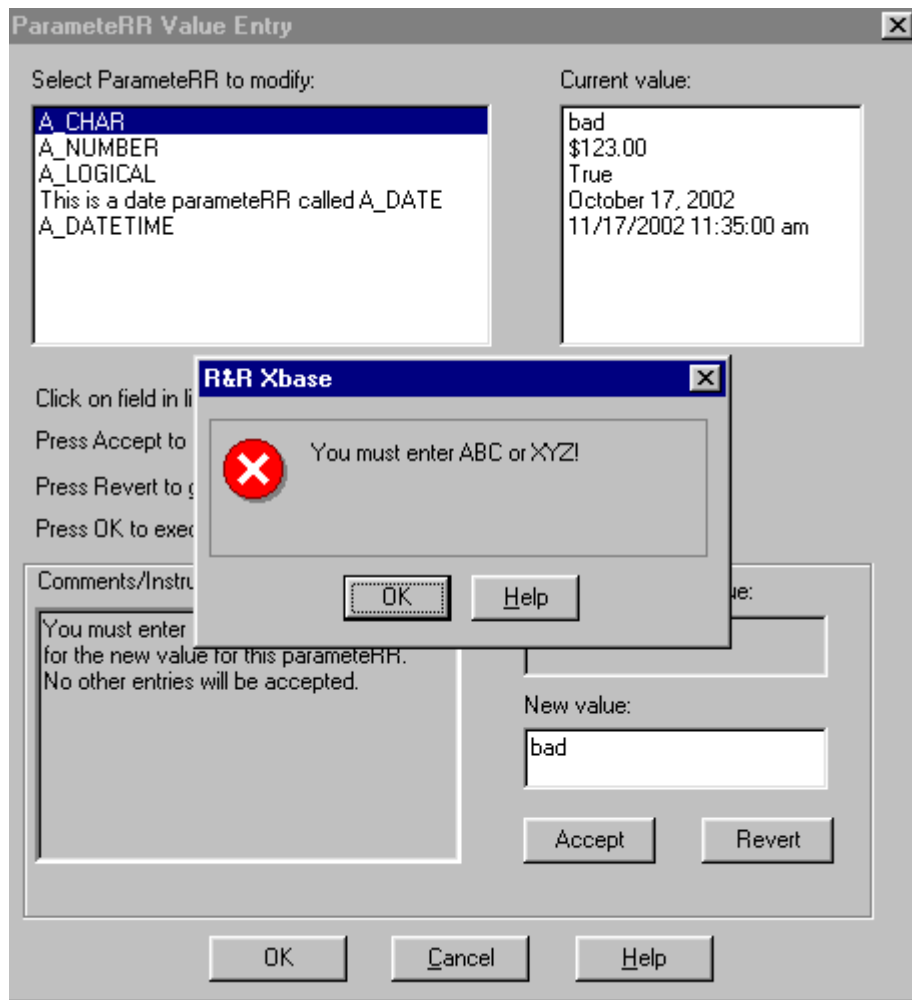 ParameteRR Value Entry
Select ParameteRR to modify:
Current value:
A_CHAR
A_NUMBER
A_LOGICAL
This is a date parameteRR called A_DATE
A_DATETIME
bad
$123.00
True
October 17, 2002
11/17/2002 11:35:00 am
R&R Xbase
You must enter ABC or XYZ!
OK
Help
Click on field in
Press Accept to
Press Revert to
Press OK to
You must enter
for the new value for this parameteRR.
No other entries will be accepted.
New value:
bad
Accept
Revert
OK
Cancel
Help